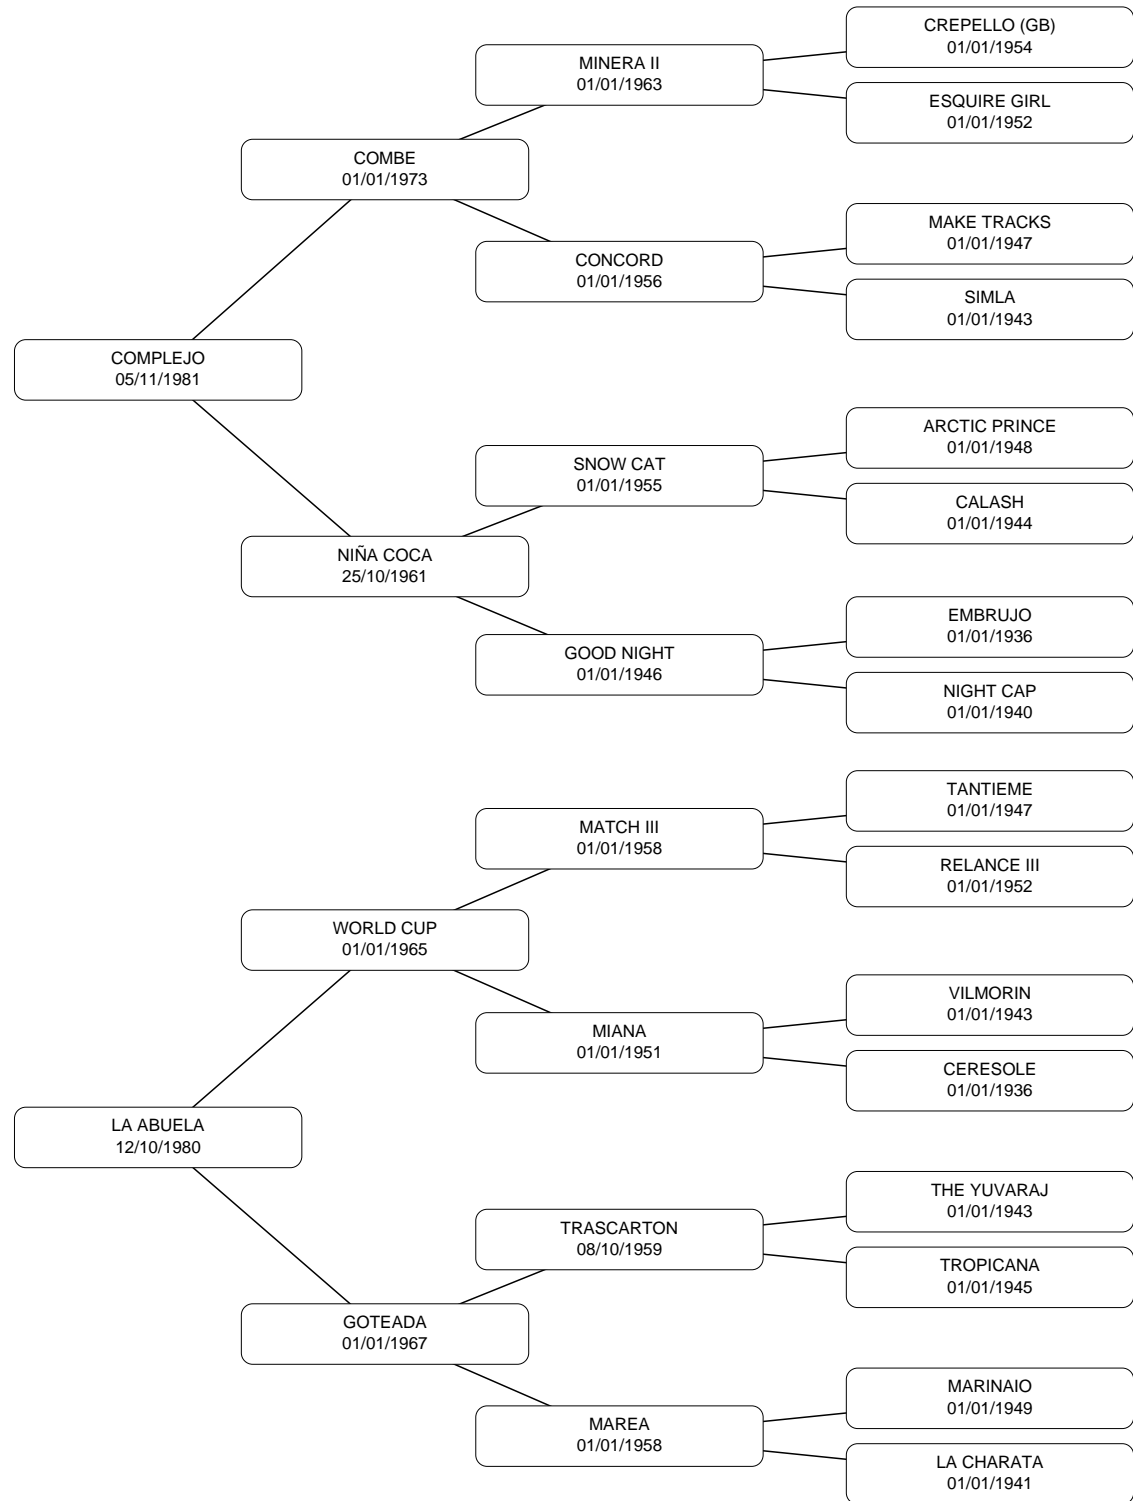 CREPELLO (GB)
01/01/1954
MINERA II
01/01/1963
ESQUIRE GIRL
01/01/1952
COMBE
01/01/1973
MAKE TRACKS
01/01/1947
CONCORD
01/01/1956
SIMLA
01/01/1943
COMPLEJO
05/11/1981
ARCTIC PRINCE
01/01/1948
SNOW CAT
01/01/1955
CALASH
01/01/1944
NIÑA COCA
25/10/1961
EMBRUJO
01/01/1936
GOOD NIGHT
01/01/1946
NIGHT CAP
01/01/1940
TANTIEME
01/01/1947
MATCH III
01/01/1958
RELANCE III
01/01/1952
WORLD CUP
01/01/1965
VILMORIN
01/01/1943
MIANA
01/01/1951
CERESOLE
01/01/1936
LA ABUELA
12/10/1980
THE YUVARAJ
01/01/1943
TRASCARTON
08/10/1959
TROPICANA
01/01/1945
GOTEADA
01/01/1967
MARINAIO
01/01/1949
MAREA
01/01/1958
LA CHARATA
01/01/1941